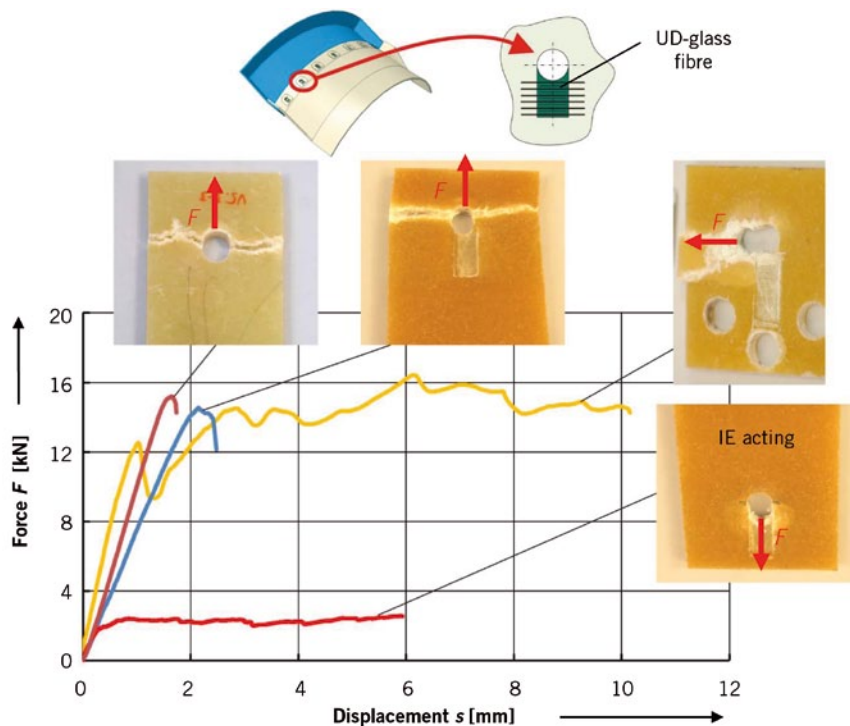 UD-glass
fibre
F
F
F
IE acting
F
20
16
12
8
4
0
Force F [kN]
0
2
4
6
8
10
12
Displacement s [mm]